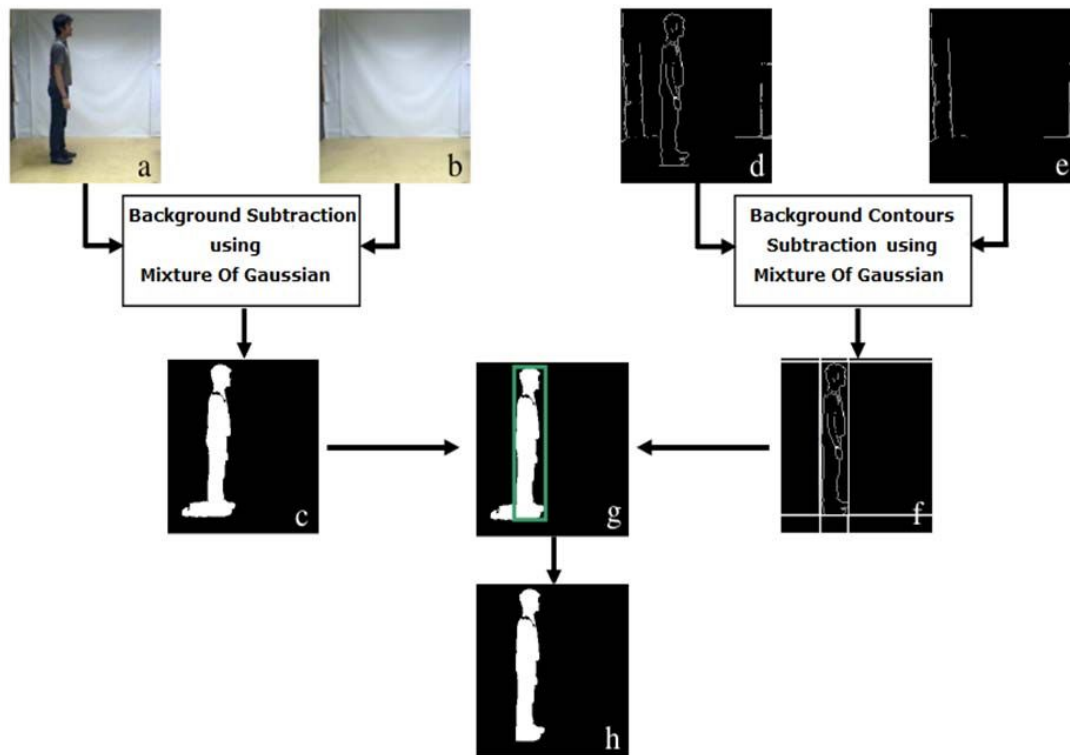 a
b
d
e
Background Subtraction
using
Mixture Of Gaussian
Background Contours
Subtraction using
Mixture Of Gaussian
c
g
f
h